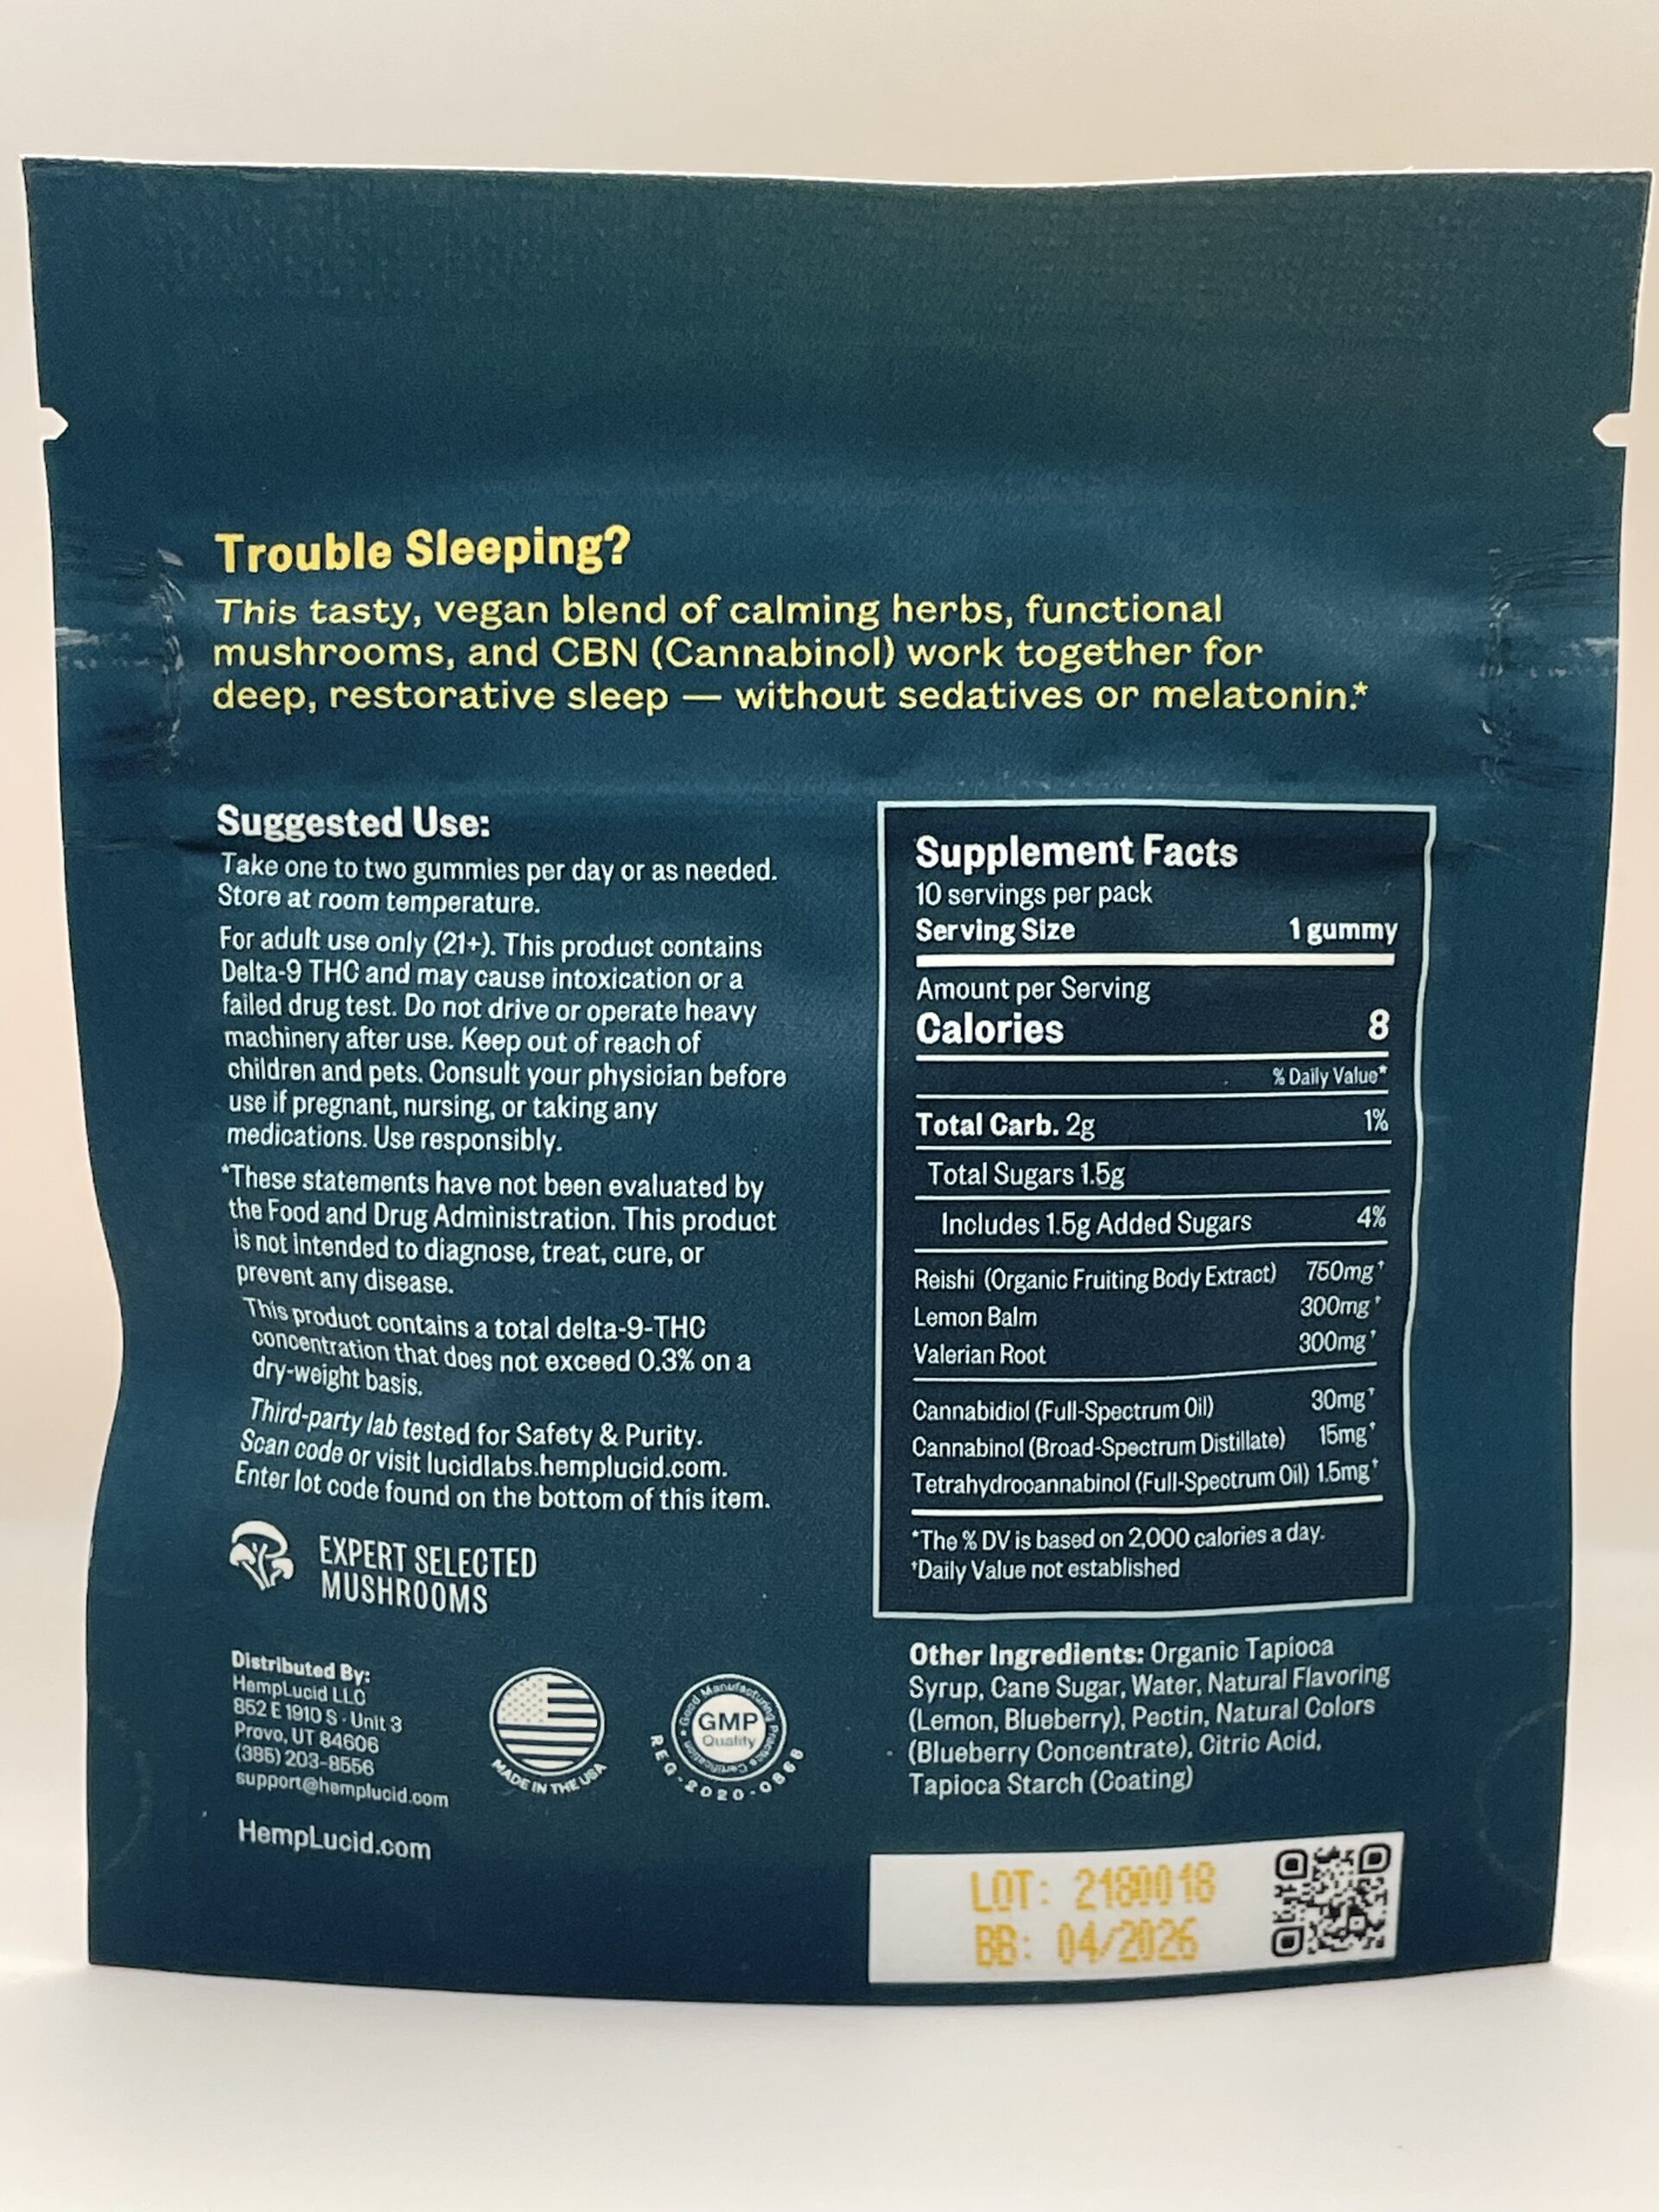 Trouble Sleeping?
This tasty, vegan blend of calming herbs, functional
mushrooms, and CBN (Cannabinol) work together for
deep, restorative sleep — without sedatives or melatonin.*
Suggested Use:
Take one to two gummies per day or as needed.
Store at room temperature.
For adult use only (21+). This product contains
Delta-9 THC and may cause intoxication or a
failed drug test. Do not drive or operate heavy
machinery after use. Keep out of reach of
children and pets. Consult your physician before
use if pregnant, nursing, or taking any
medications. Use responsibly.
*These statements have not been evaluated by
the Food and Drug Administration. This product
is not intended to diagnose, treat, cure, or
prevent any disease.
This product contains a total delta-9-THC
concentration that does not exceed 0.3% on a
dry-weight basis.
Third-party lab tested for Safety & Purity.
Scan code or visit lucidlabs.hemplucid.com.
Enter lot code found on the bottom of this item.
EXPERT SELECTED
MUSHROOMS
Distributed By:
HempLucid LLC
852 E 1910 S · Unit 3
Provo, UT 84606
(385) 203-8556
support@hemplucid.com
HempLucid.com
MADE IN THE USA
Good Manufacturing Practice Certification
GMP
Quality
REG-2020-0868
Supplement Facts
10 servings per pack
Serving Size 1 gummy
Amount per Serving
Calories 8
% Daily Value*
Total Carb. 2g 1%
Total Sugars 1.5g
Includes 1.5g Added Sugars 4%
Reishi (Organic Fruiting Body Extract) 750mg†
Lemon Balm 300mg†
Valerian Root 300mg†
Cannabidiol (Full-Spectrum Oil) 30mg†
Cannabinol (Broad-Spectrum Distillate) 15mg†
Tetrahydrocannabinol (Full-Spectrum Oil) 1.5mg†
*The % DV is based on 2,000 calories a day.
†Daily Value not established
Other Ingredients: Organic Tapioca
Syrup, Cane Sugar, Water, Natural Flavoring
(Lemon, Blueberry), Pectin, Natural Colors
(Blueberry Concentrate), Citric Acid,
Tapioca Starch (Coating)
LOT: 2180018
BB: 04/2026